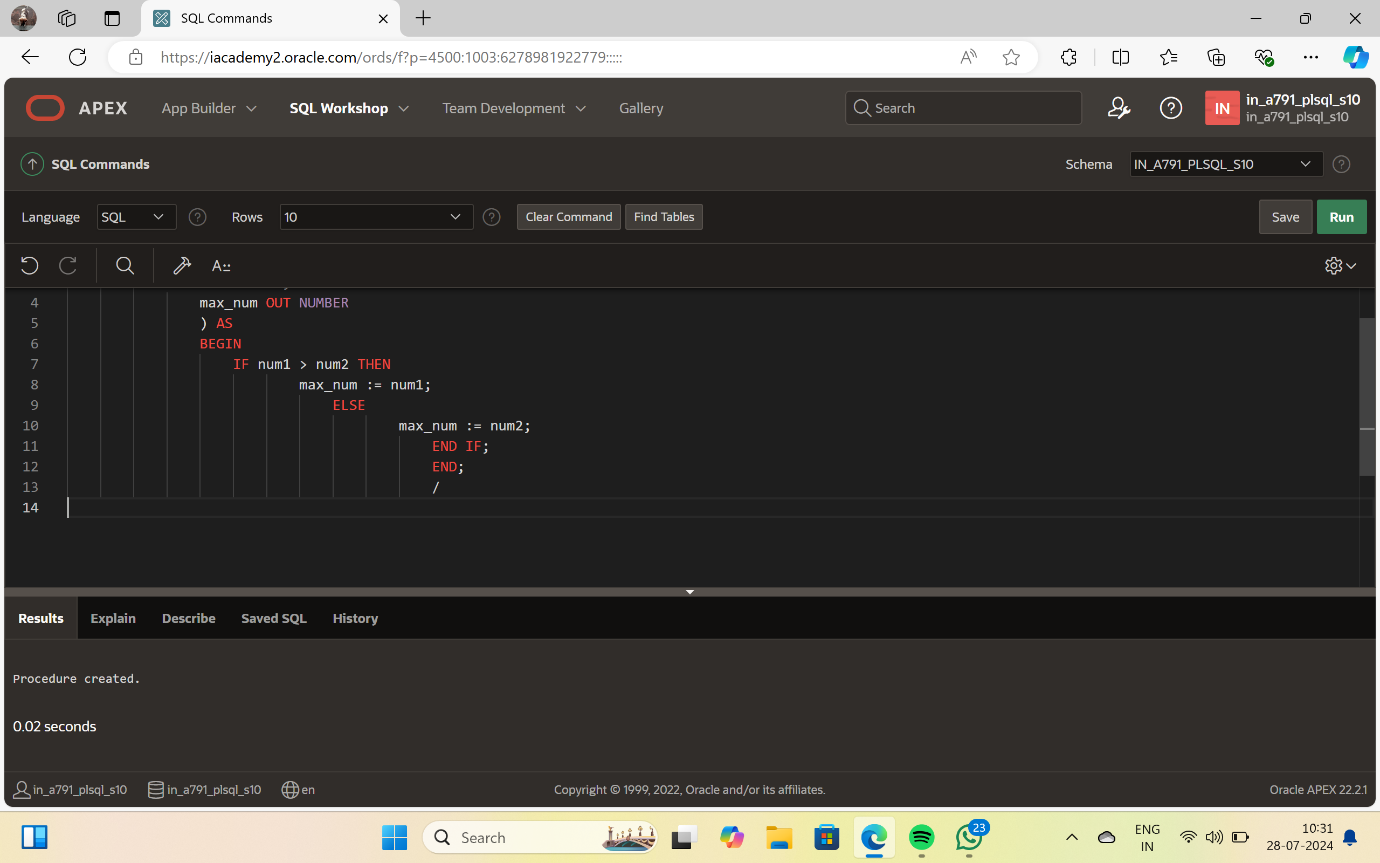 SQL Commands
https://iacademy2.oracle.com/ords/f?p=4500:1003:6278981922779:::::
APEX App Builder SQL Workshop Team Development Gallery Search IN in_a791_plsql_s10
in_a791_plsql_s10
SQL Commands Schema IN_A791_PLSQL_S10
Language SQL Rows 10 Clear Command Find Tables Save Run
4 max_num OUT NUMBER
5 ) AS
6 BEGIN
7 IF num1 > num2 THEN
8 max_num := num1;
9 ELSE
10 max_num := num2;
11 END IF;
12 END;
13 /
14
Results Explain Describe Saved SQL History
Procedure created.
0.02 seconds
in_a791_plsql_s10 in_a791_plsql_s10 en Copyright © 1999, 2022, Oracle and/or its affiliates. Oracle APEX 22.2.1
Search 23 ENG 10:31
IN 28-07-2024